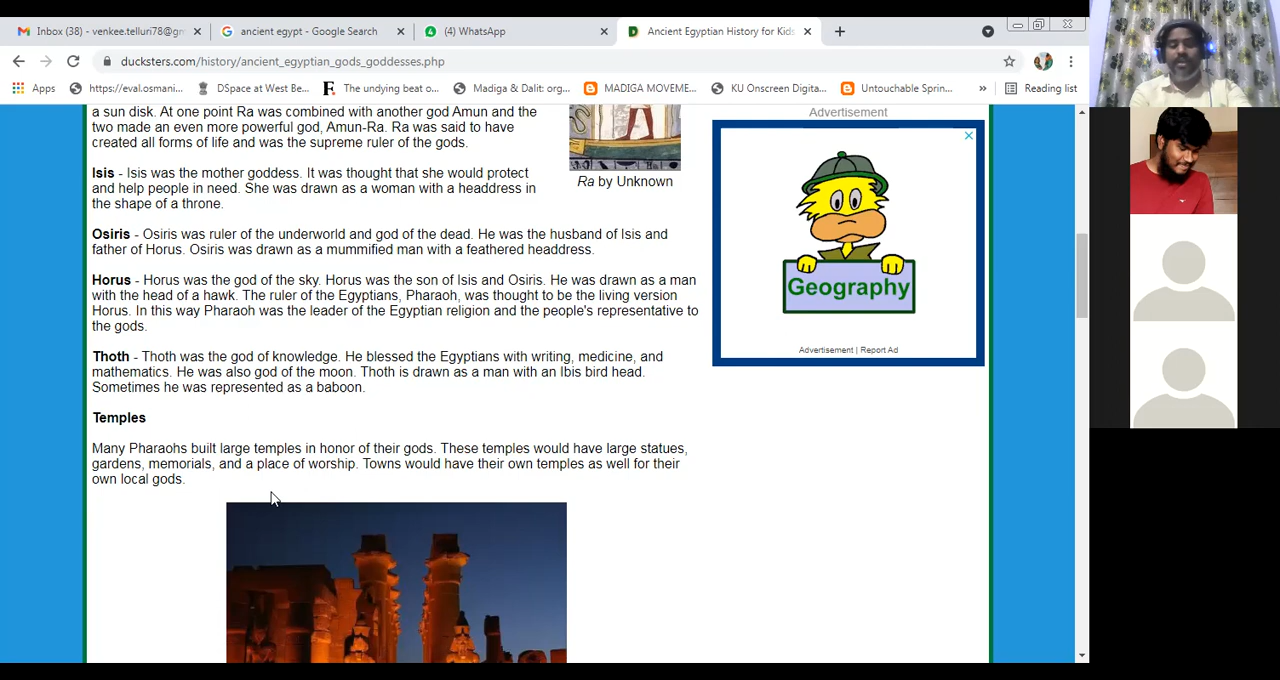 Inbox (38) - venkee.telluri78@gm
ancient egypt - Google Search
(4) WhatsApp
Ancient Egyptian History for Kids
ducksters.com/history/ancient_egyptian_gods_goddesses.php
Apps
https://eval.osmani...
DSpace at West Be...
The undying beat o...
Madiga & Dalit: org...
MADIGA MOVEME...
KU Onscreen Digita...
Untouchable Sprin...
»
Reading list
a sun disk. At one point Ra was combined with another god Amun and the
two made an even more powerful god, Amun-Ra. Ra was said to have
created all forms of life and was the supreme ruler of the gods.
Isis - Isis was the mother goddess. It was thought that she would protect
and help people in need. She was drawn as a woman with a headdress in
the shape of a throne.
Ra by Unknown
Osiris - Osiris was ruler of the underworld and god of the dead. He was the husband of Isis and
father of Horus. Osiris was drawn as a mummified man with a feathered headdress.
Horus - Horus was the god of the sky. Horus was the son of Isis and Osiris. He was drawn as a man
with the head of a hawk. The ruler of the Egyptians, Pharaoh, was thought to be the living version
Horus. In this way Pharaoh was the leader of the Egyptian religion and the people's representative to
the gods.
Thoth - Thoth was the god of knowledge. He blessed the Egyptians with writing, medicine, and
mathematics. He was also god of the moon. Thoth is drawn as a man with an Ibis bird head.
Sometimes he was represented as a baboon.
Temples
Many Pharaohs built large temples in honor of their gods. These temples would have large statues,
gardens, memorials, and a place of worship. Towns would have their own temples as well for their
own local gods.
Advertisement
Geography
Advertisement | Report Ad